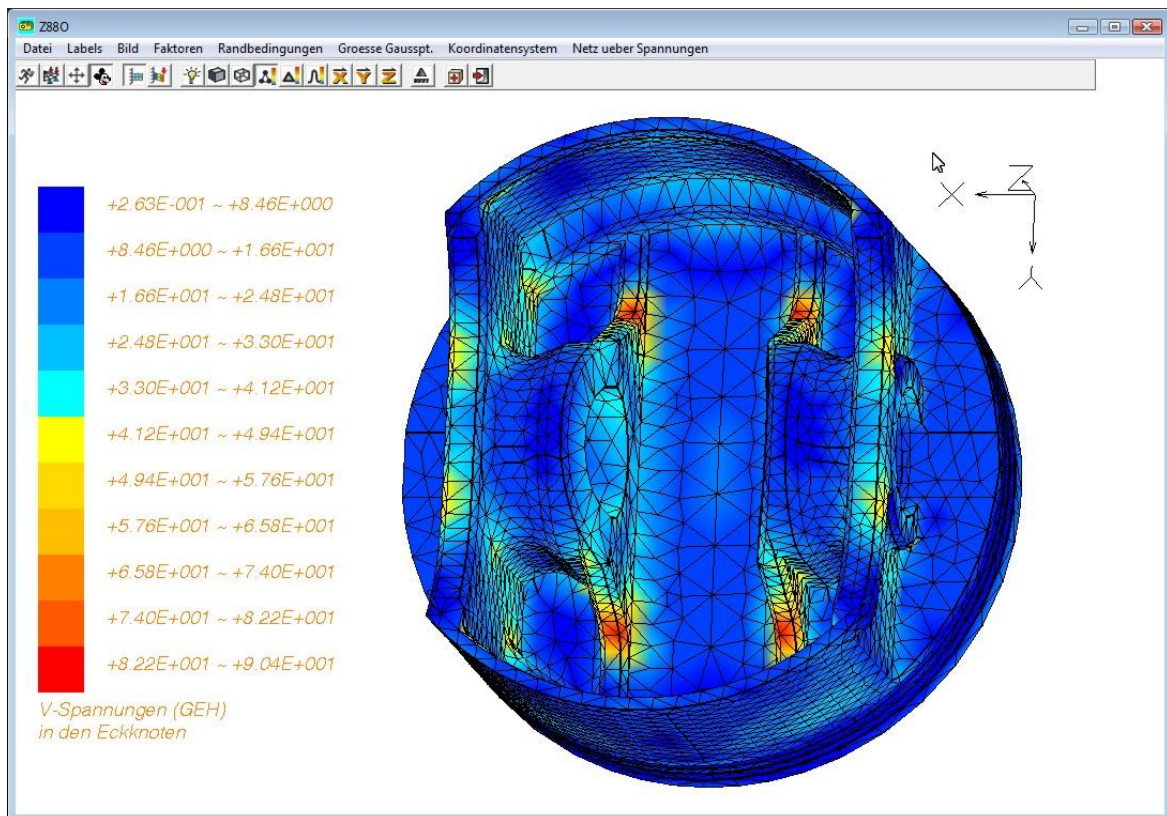 Z88O
Datei Labels Bild Faktoren Randbedingungen Groesse Gausspt. Koordinatensystem Netz ueber Spannungen
X Y Z
Z
X
Y
+2.63E-001 ~ +8.46E+000
+8.46E+000 ~ +1.66E+001
+1.66E+001 ~ +2.48E+001
+2.48E+001 ~ +3.30E+001
+3.30E+001 ~ +4.12E+001
+4.12E+001 ~ +4.94E+001
+4.94E+001 ~ +5.76E+001
+5.76E+001 ~ +6.58E+001
+6.58E+001 ~ +7.40E+001
+7.40E+001 ~ +8.22E+001
+8.22E+001 ~ +9.04E+001
V-Spannungen (GEH)
in den Eckknoten